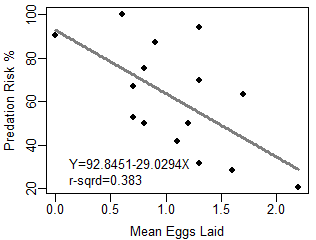 Predation Risk %
100
80
60
40
20
Y=92.8451-29.0294X
r-sqrd=0.383
0.0 0.5 1.0 1.5 2.0
Mean Eggs Laid